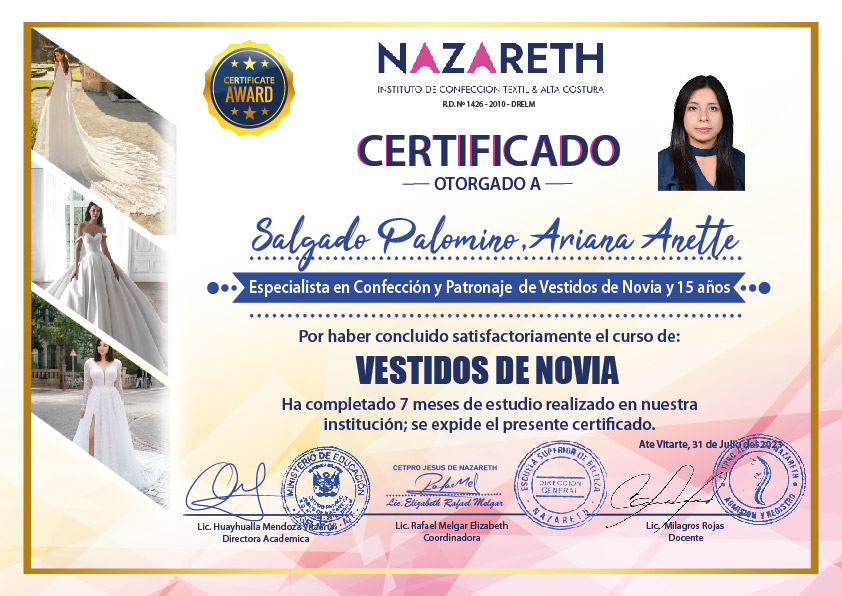 CERTIFICATE
AWARD
NAZARETH
INSTITUTO DE CONFECCIÓN TEXTIL & ALTA COSTURA
R.D. Nº 1426 - 2010 - DRELM
CERTIFICADO
OTORGADO A
Salgado Palomino, Ariana Anette
Especialista en Confección y Patronaje de Vestidos de Novia y 15 años
Por haber concluido satisfactoriamente el curso de:
VESTIDOS DE NOVIA
Ha completado 7 meses de estudio realizado en nuestra
institución; se expide el presente certificado.
Ate Vitarte, 31 de Julio del 2023
MINISTERIO DE EDUCACIÓN
CETPRO JESUS DE NAZARETH
Lic. Elizabeth Rafael Melgar
ESCUELA SUPERIOR DE BELLEZA
DIRECCIÓN
GENERAL
NAZARETH
NAZARETH
ADMISIÓN Y REGISTRO
Lic. Huayhualla Mendoza
Directora Academica
Lic. Rafael Melgar Elizabeth
Coordinadora
Lic. Milagros Rojas
Docente